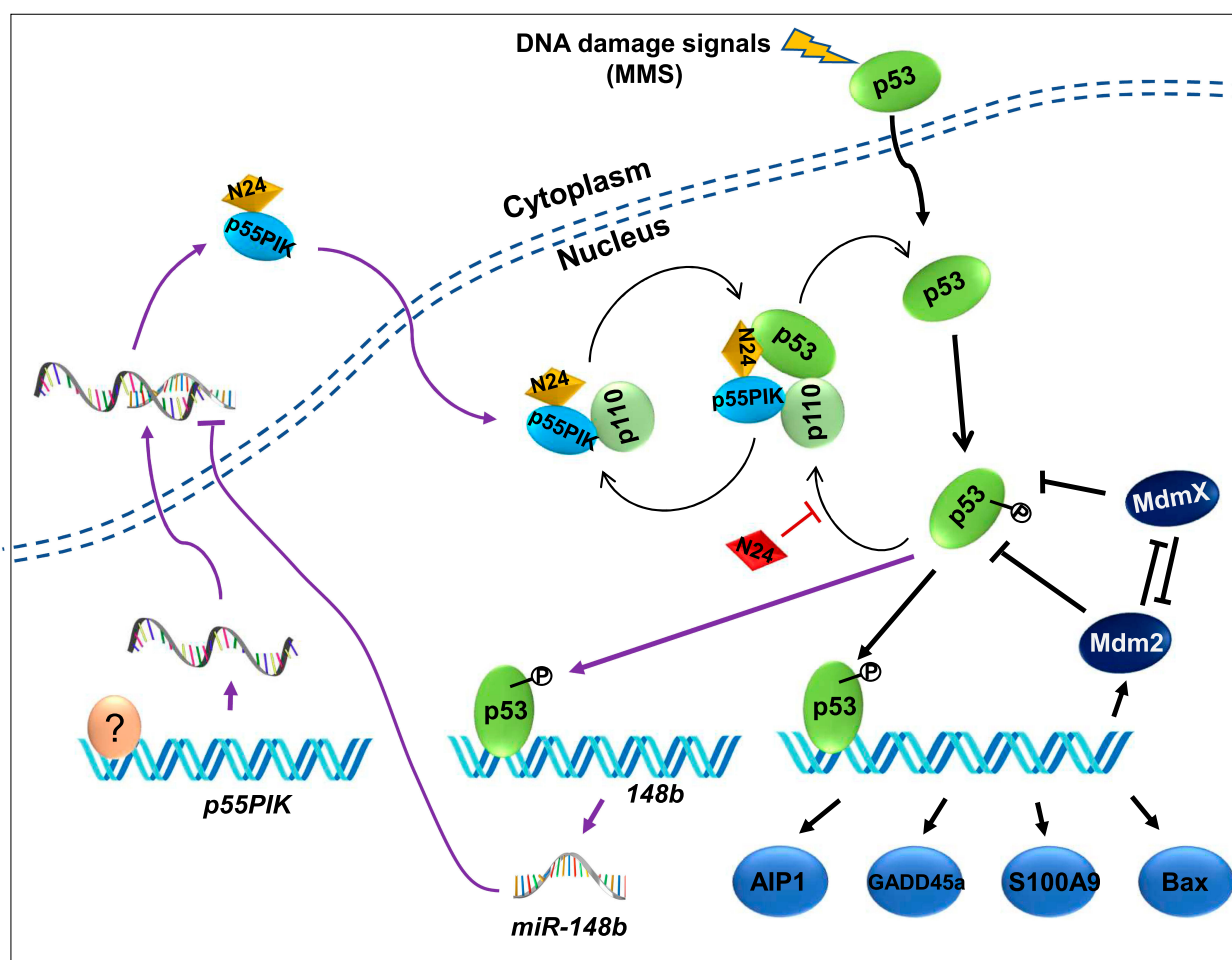 DNA damage signals
(MMS)
p53
Cytoplasm
Nucleus
N24
p55PIK
p53
N24
p53
p55PIK
p110
N24
p55PIK
p110
p53
P
MdmX
N24
Mdm2
p53
P
p53
P
?
p55PIK
148b
miR-148b
AIP1
GADD45a
S100A9
Bax